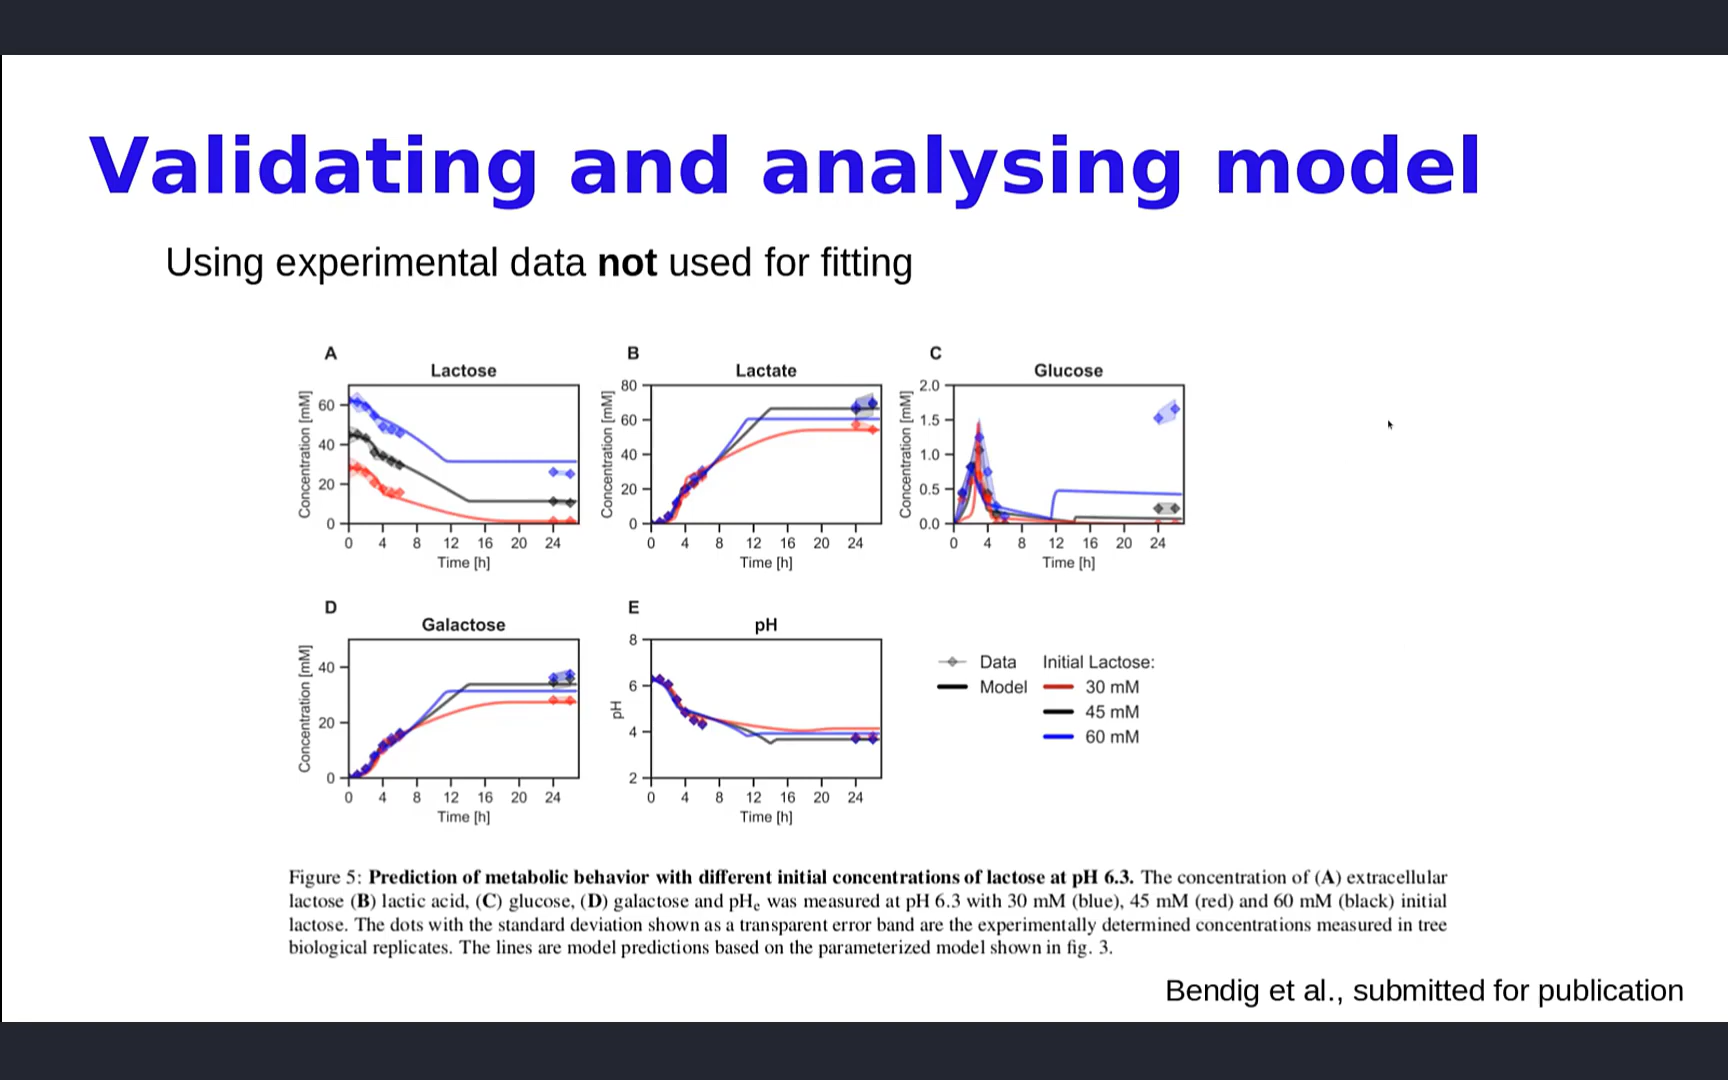 Validating and analysing model
Using experimental data not used for fitting
A
Lactose
Concentration [mM]
60
40
20
0
0 4 8 12 16 20 24
Time [h]
B
Lactate
Concentration [mM]
80
60
40
20
0
0 4 8 12 16 20 24
Time [h]
C
Glucose
Concentration [mM]
2.0
1.5
1.0
0.5
0.0
0 4 8 12 16 20 24
Time [h]
D
Galactose
Concentration [mM]
40
20
0
0 4 8 12 16 20 24
Time [h]
E
pH
pH
8
6
4
2
0 4 8 12 16 20 24
Time [h]
Data
Model
Initial Lactose:
30 mM
45 mM
60 mM
Figure 5: Prediction of metabolic behavior with different initial concentrations of lactose at pH 6.3. The concentration of (A) extracellular
lactose (B) lactic acid, (C) glucose, (D) galactose and pHe was measured at pH 6.3 with 30 mM (blue), 45 mM (red) and 60 mM (black) initial
lactose. The dots with the standard deviation shown as a transparent error band are the experimentally determined concentrations measured in tree
biological replicates. The lines are model predictions based on the parameterized model shown in fig. 3.
Bendig et al., submitted for publication